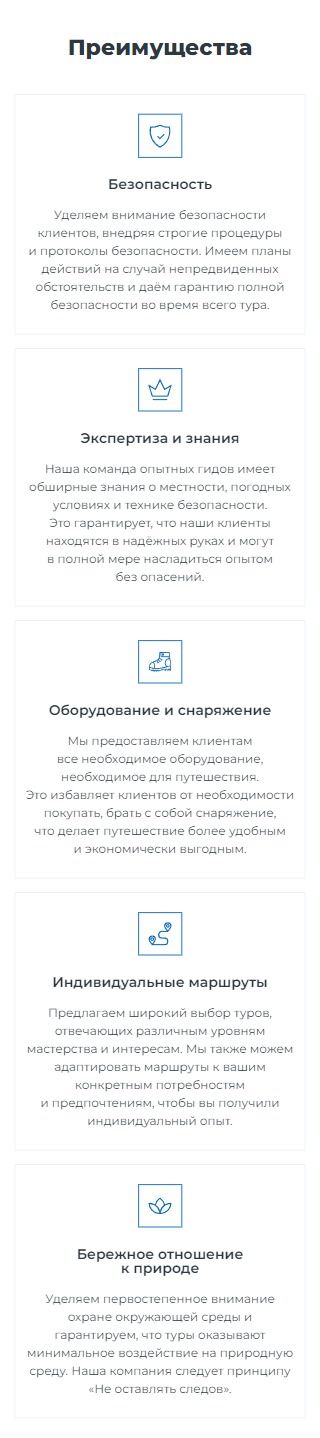 Преимущества
Безопасность
Уделяем внимание безопасности
клиентов, внедряя строгие процедуры
и протоколы безопасности. Имеем планы
действий на случай непредвиденных
обстоятельств и даём гарантию полной
безопасности во время всего тура.
Экспертиза и знания
Наша команда опытных гидов имеет
обширные знания о местности, погодных
условиях и технике безопасности.
Это гарантирует, что наши клиенты
находятся в надёжных руках и могут
в полной мере насладиться опытом
без опасений.
Оборудование и снаряжение
Мы предоставляем клиентам
все необходимое оборудование,
необходимое для путешествия.
Это избавляет клиентов от необходимости
покупать, брать с собой снаряжение,
что делает путешествие более удобным
и экономически выгодным.
Индивидуальные маршруты
Предлагаем широкий выбор туров,
отвечающих различным уровням
мастерства и интересам. Мы также можем
адаптировать маршруты к вашим
конкретным потребностям
и предпочтениям, чтобы вы получили
индивидуальный опыт.
Бережное отношение
к природе
Уделяем первостепенное внимание
охране окружающей среды и
гарантируем, что туры оказывают
минимальное воздействие на природную
среду. Наша компания следует принципу
«Не оставлять следов».